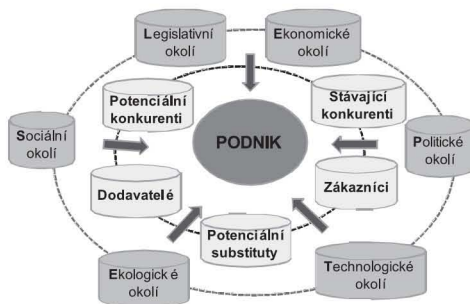 Legislativní
okolí
Ekonomické
okolí
Potenciální
konkurenti
Stávající
konkurenti
Sociální
okolí
PODNIK
Politické
okolí
Dodavatelé
Zákazníci
Potenciální
substituty
Ekologické
okolí
Technologické
okolí